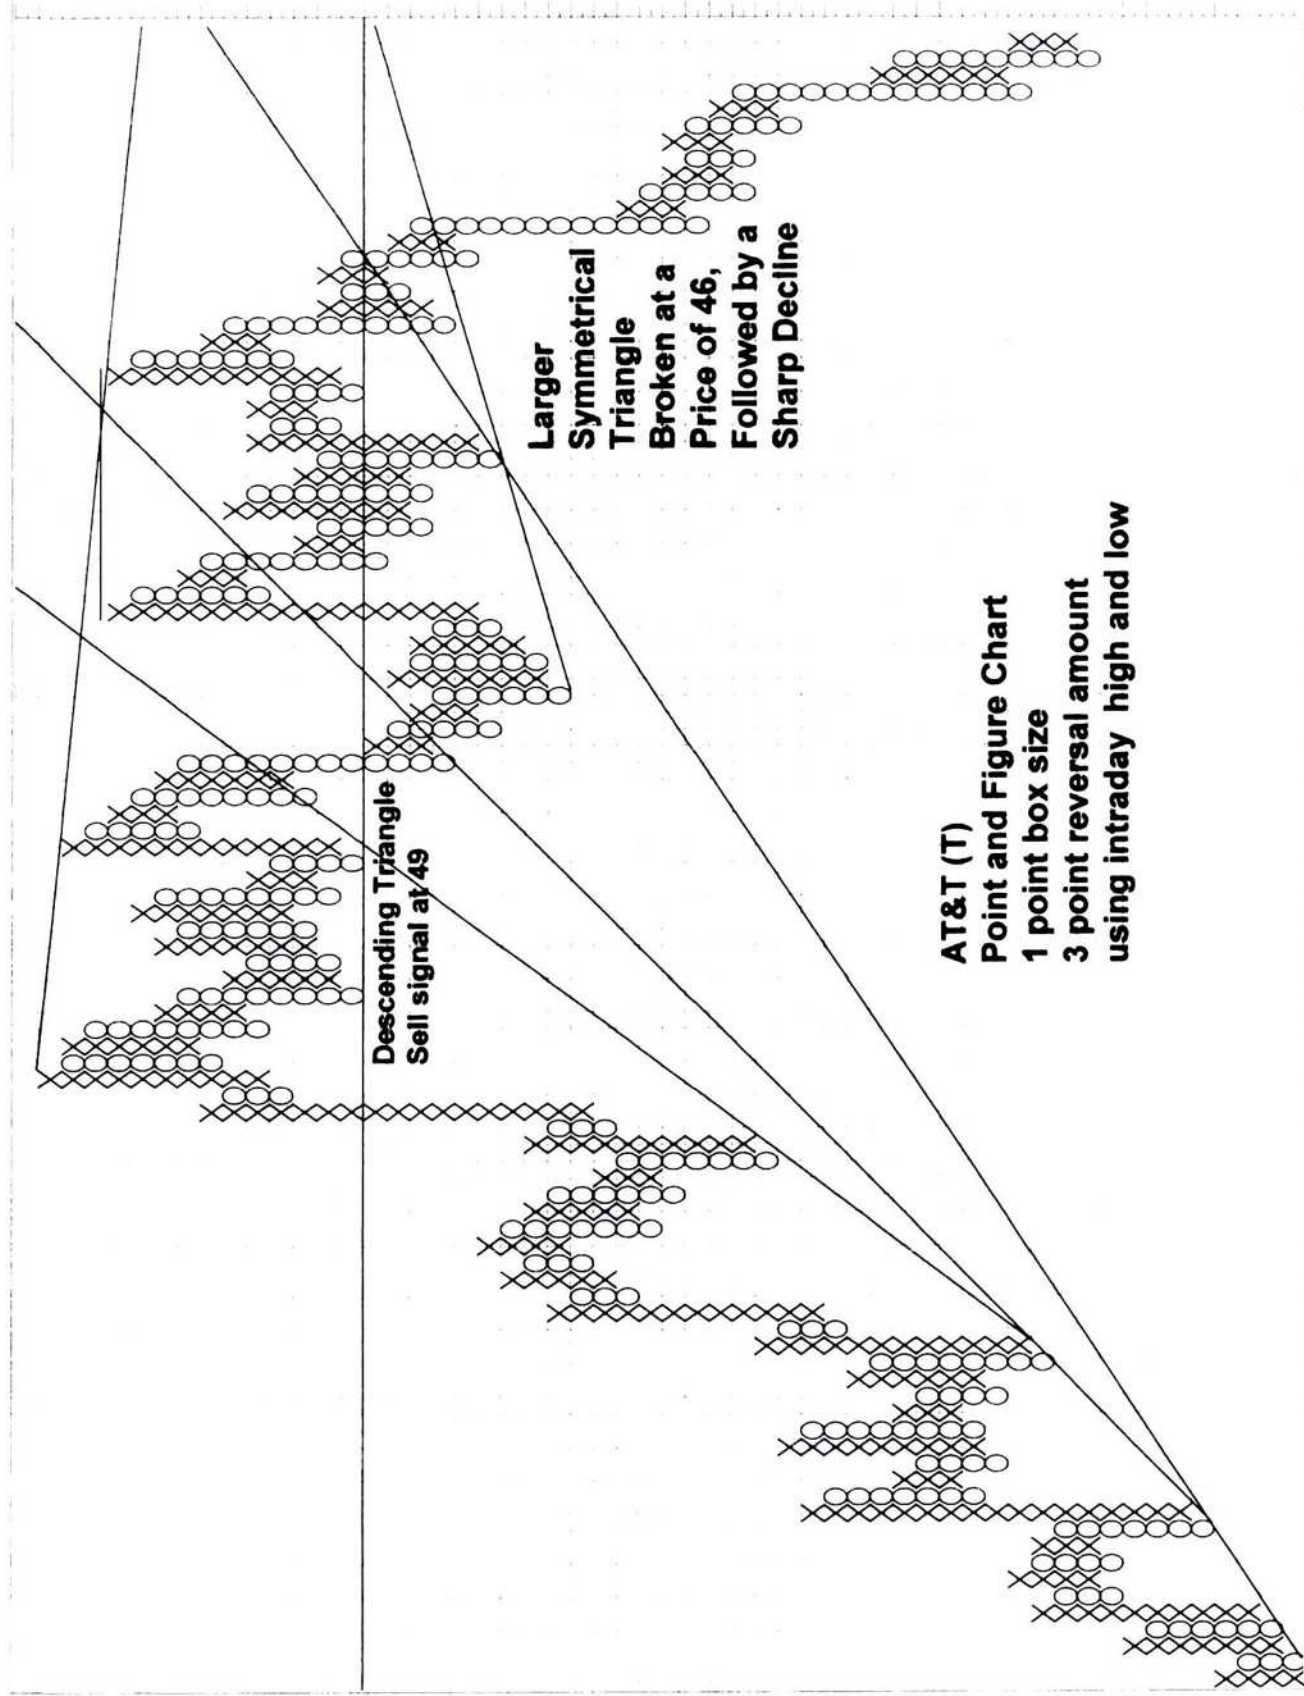 Descending Triangle
Sell signal at 49
Larger
Symmetrical
Triangle
Broken at a
Price of 46,
Followed by a
Sharp Decline
AT&T (T)
Point and Figure Chart
1 point box size
3 point reversal amount
using intraday high and low